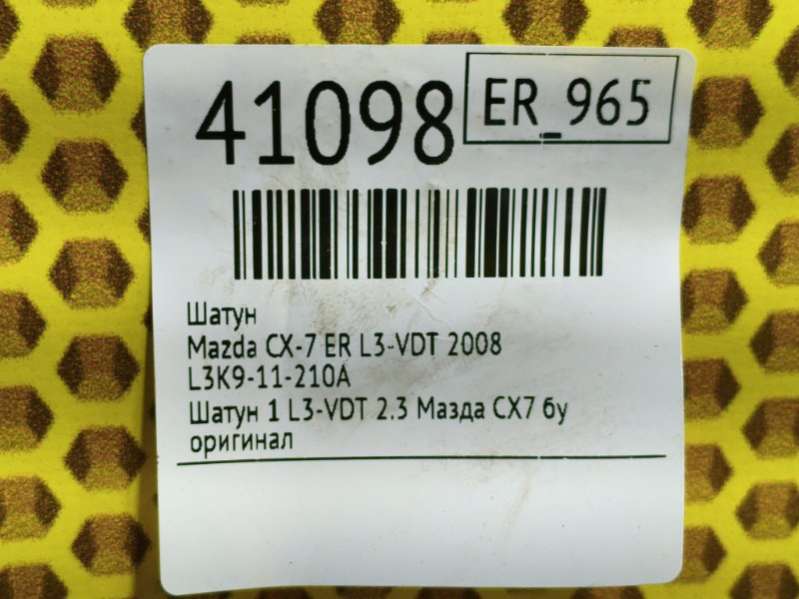 41098
ER_965
Шатун
Mazda CX-7 ER L3-VDT 2008
L3K9-11-210A
Шатун 1 L3-VDT 2.3 Мазда СХ7 бу
оригинал